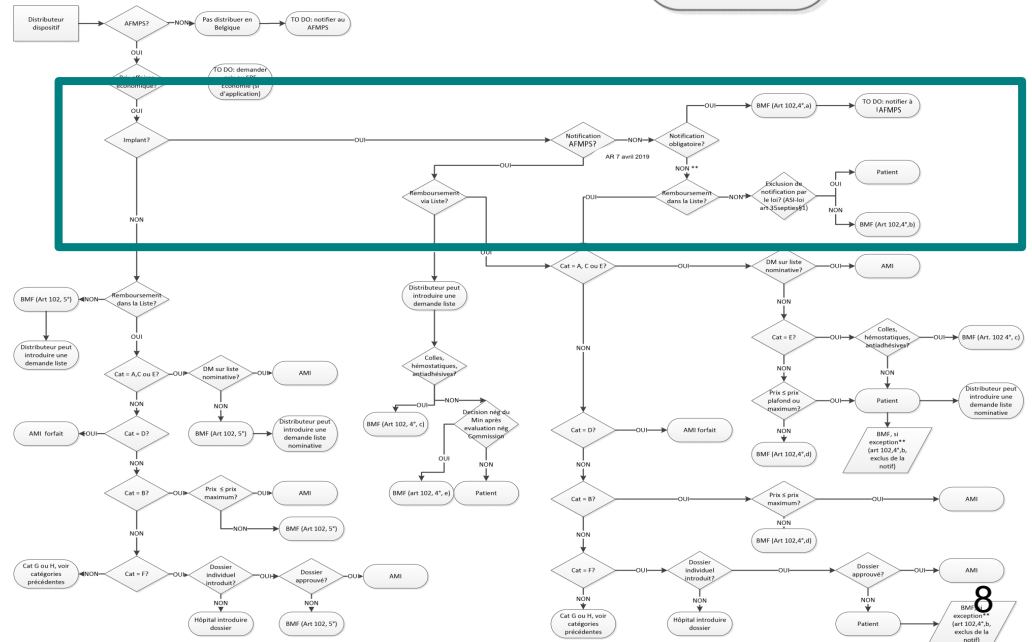 Distributeur
dispositif
AFMPS?
NON
Pas distribuer en
Belgique
TO DO: notifier au
AFMPS
OUI
économique?
TO DO: demander
Economie (si
d'application)
OUI
Implant?
OUI
Notification
AFMPS?
NON
Notification
obligatoire?
OUI
BMF (Art 102,4°,a)
TO DO: notifier à
l AFMPS
AR 7 avril 2019
OUI
NON **
Remboursement
via Liste?
OUI
Remboursement
dans la Liste?
NON
Exclusion de
notification par
le loi? (ASI-loi
art 35septies§1)
OUI
Patient
NON
BMF (Art 102,4°,b)
NON
OUI
Cat = A, C ou E?
OUI
DM sur liste
nominative?
OUI
AMI
NON
BMF (Art 102, 5°)
NON
Remboursement
dans la Liste?
Distributeur peut
introduire une
demande liste
OUI
Distributeur peut
introduire une
demande liste
Cat = A,C ou E?
OUI
DM sur liste
nominative?
OUI
AMI
NON
NON
BMF (Art 102, 5°)
Distributeur peut
introduire une
demande liste
nominative
Colles,
hémostatiques,
antiadhésives?
OUI
NON
BMF (Art 102, 4°, c)
Decision nég du
Min après
evaluation nég
Commission
OUI
NON
BMF (art 102, 4°, e)
Patient
NON
Cat = E?
OUI
Colles,
hémostatiques,
antiadhésives?
OUI
BMF (Art. 102 4°, c)
NON
NON
Prix ≤ prix
plafond ou
maximum?
OUI
Patient
Distributeur peut
introduire une
demande liste
nominative
NON
BMF (Art 102,4°,d)
BMF, si
exception**
(art 102,4°,b,
exclus de la
notif)
AMI forfait
OUI
Cat = D?
NON
Cat = D?
OUI
AMI forfait
NON
Cat = B?
OUI
Prix ≤ prix
maximum?
OUI
AMI
NON
BMF (Art 102, 5°)
NON
Cat = B?
OUI
Prix ≤ prix
maximum?
OUI
AMI
NON
BMF (Art 102,4°,d)
NON
Cat G ou H, voir
catégories
précédentes
NON
Cat = F?
OUI
Dossier
individuel
introduit?
OUI
Dossier
approuvé?
OUI
AMI
NON
NON
Hôpital introduire
dossier
BMF (Art 102, 5°)
Cat = F?
OUI
Dossier
individuel
introduit?
OUI
Dossier
approuvé?
OUI
AMI
NON
NON
NON
Cat G ou H, voir
catégories
précédentes
Hôpital introduire
dossier
Patient
BMF, si
exception**
(art 102,4°,b,
exclus de la
notif)
8